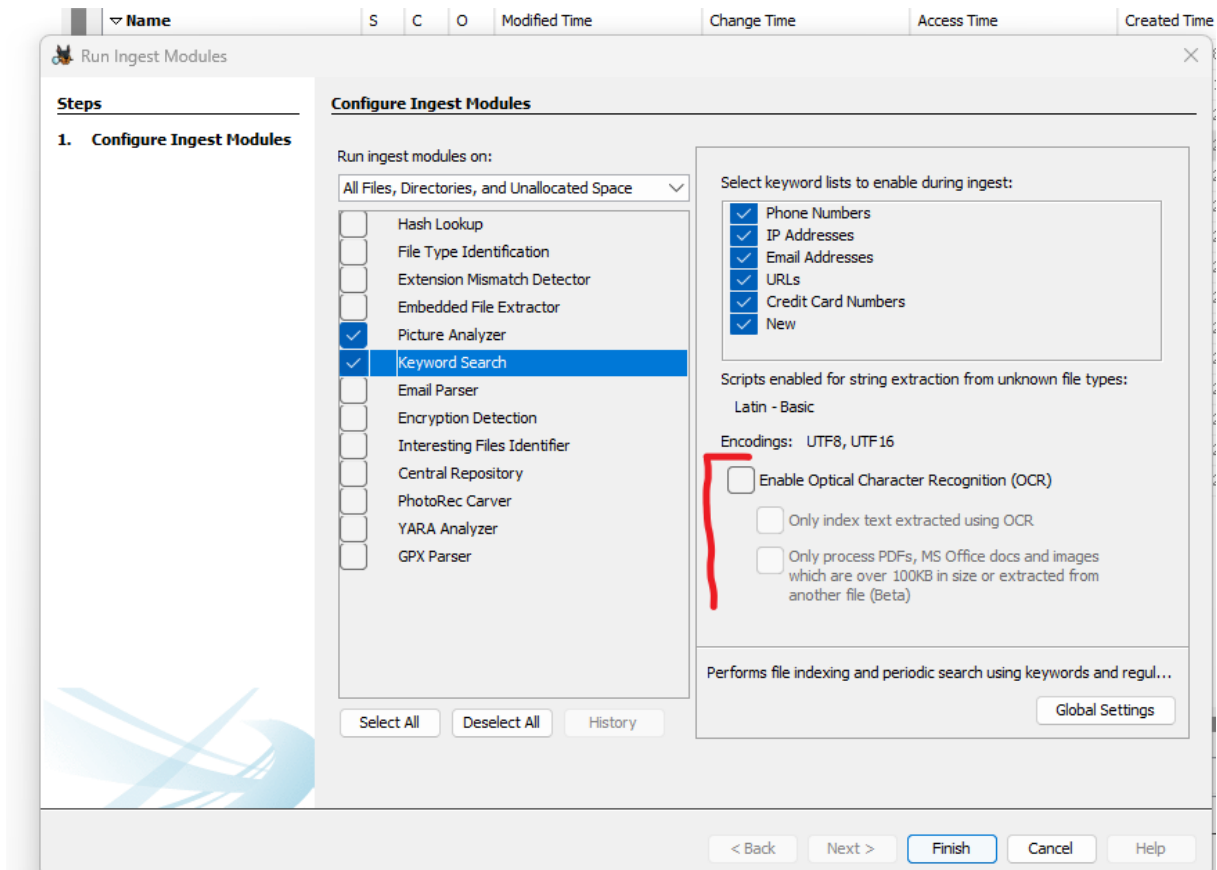 Name S C O Modified Time Change Time Access Time Created Time
Run Ingest Modules
Steps
1. Configure Ingest Modules
Configure Ingest Modules
Run ingest modules on:
All Files, Directories, and Unallocated Space
Hash Lookup
File Type Identification
Extension Mismatch Detector
Embedded File Extractor
Picture Analyzer
Keyword Search
Email Parser
Encryption Detection
Interesting Files Identifier
Central Repository
PhotoRec Carver
YARA Analyzer
GPX Parser
Select All Deselect All History
Select keyword lists to enable during ingest:
Phone Numbers
IP Addresses
Email Addresses
URLs
Credit Card Numbers
New
Scripts enabled for string extraction from unknown file types:
Latin - Basic
Encodings: UTF8, UTF16
Enable Optical Character Recognition (OCR)
Only index text extracted using OCR
Only process PDFs, MS Office docs and images
which are over 100KB in size or extracted from
another file (Beta)
Performs file indexing and periodic search using keywords and regul...
Global Settings
< Back Next > Finish Cancel Help